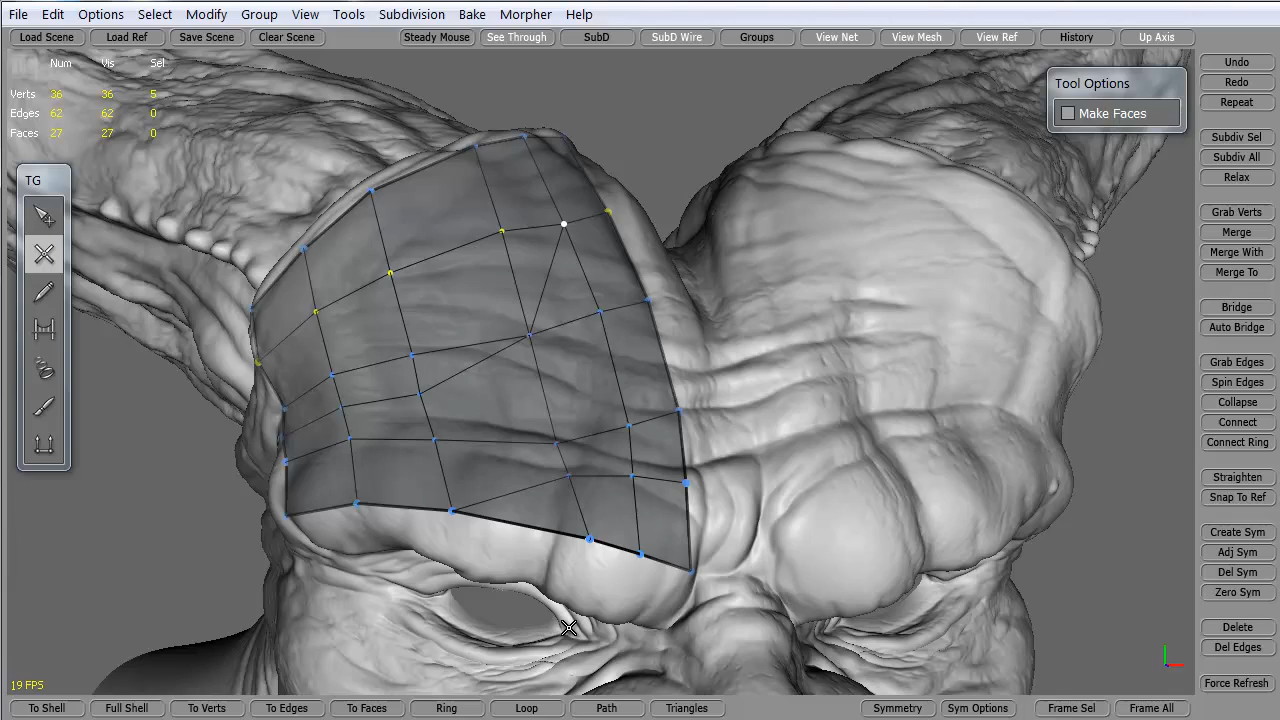 File Edit Options Select Modify Group View Tools Subdivision Bake Morpher Help
Load Scene Load Ref Save Scene Clear Scene Steady Mouse See Through SubD SubD Wire Groups View Net View Mesh View Ref History Up Axis
Num Vis Sel
Verts 36 36 5
Edges 62 62 0
Faces 27 27 0
TG
Tool Options
Make Faces
Undo
Redo
Repeat
Subdiv Sel
Subdiv All
Relax
Grab Verts
Merge
Merge With
Merge To
Bridge
Auto Bridge
Grab Edges
Spin Edges
Collapse
Connect
Connect Ring
Straighten
Snap To Ref
Create Sym
Adj Sym
Del Sym
Zero Sym
Delete
Del Edges
Force Refresh
19 FPS
To Shell Full Shell To Verts To Edges To Faces Ring Loop Path Triangles Symmetry Sym Options Frame Sel Frame All